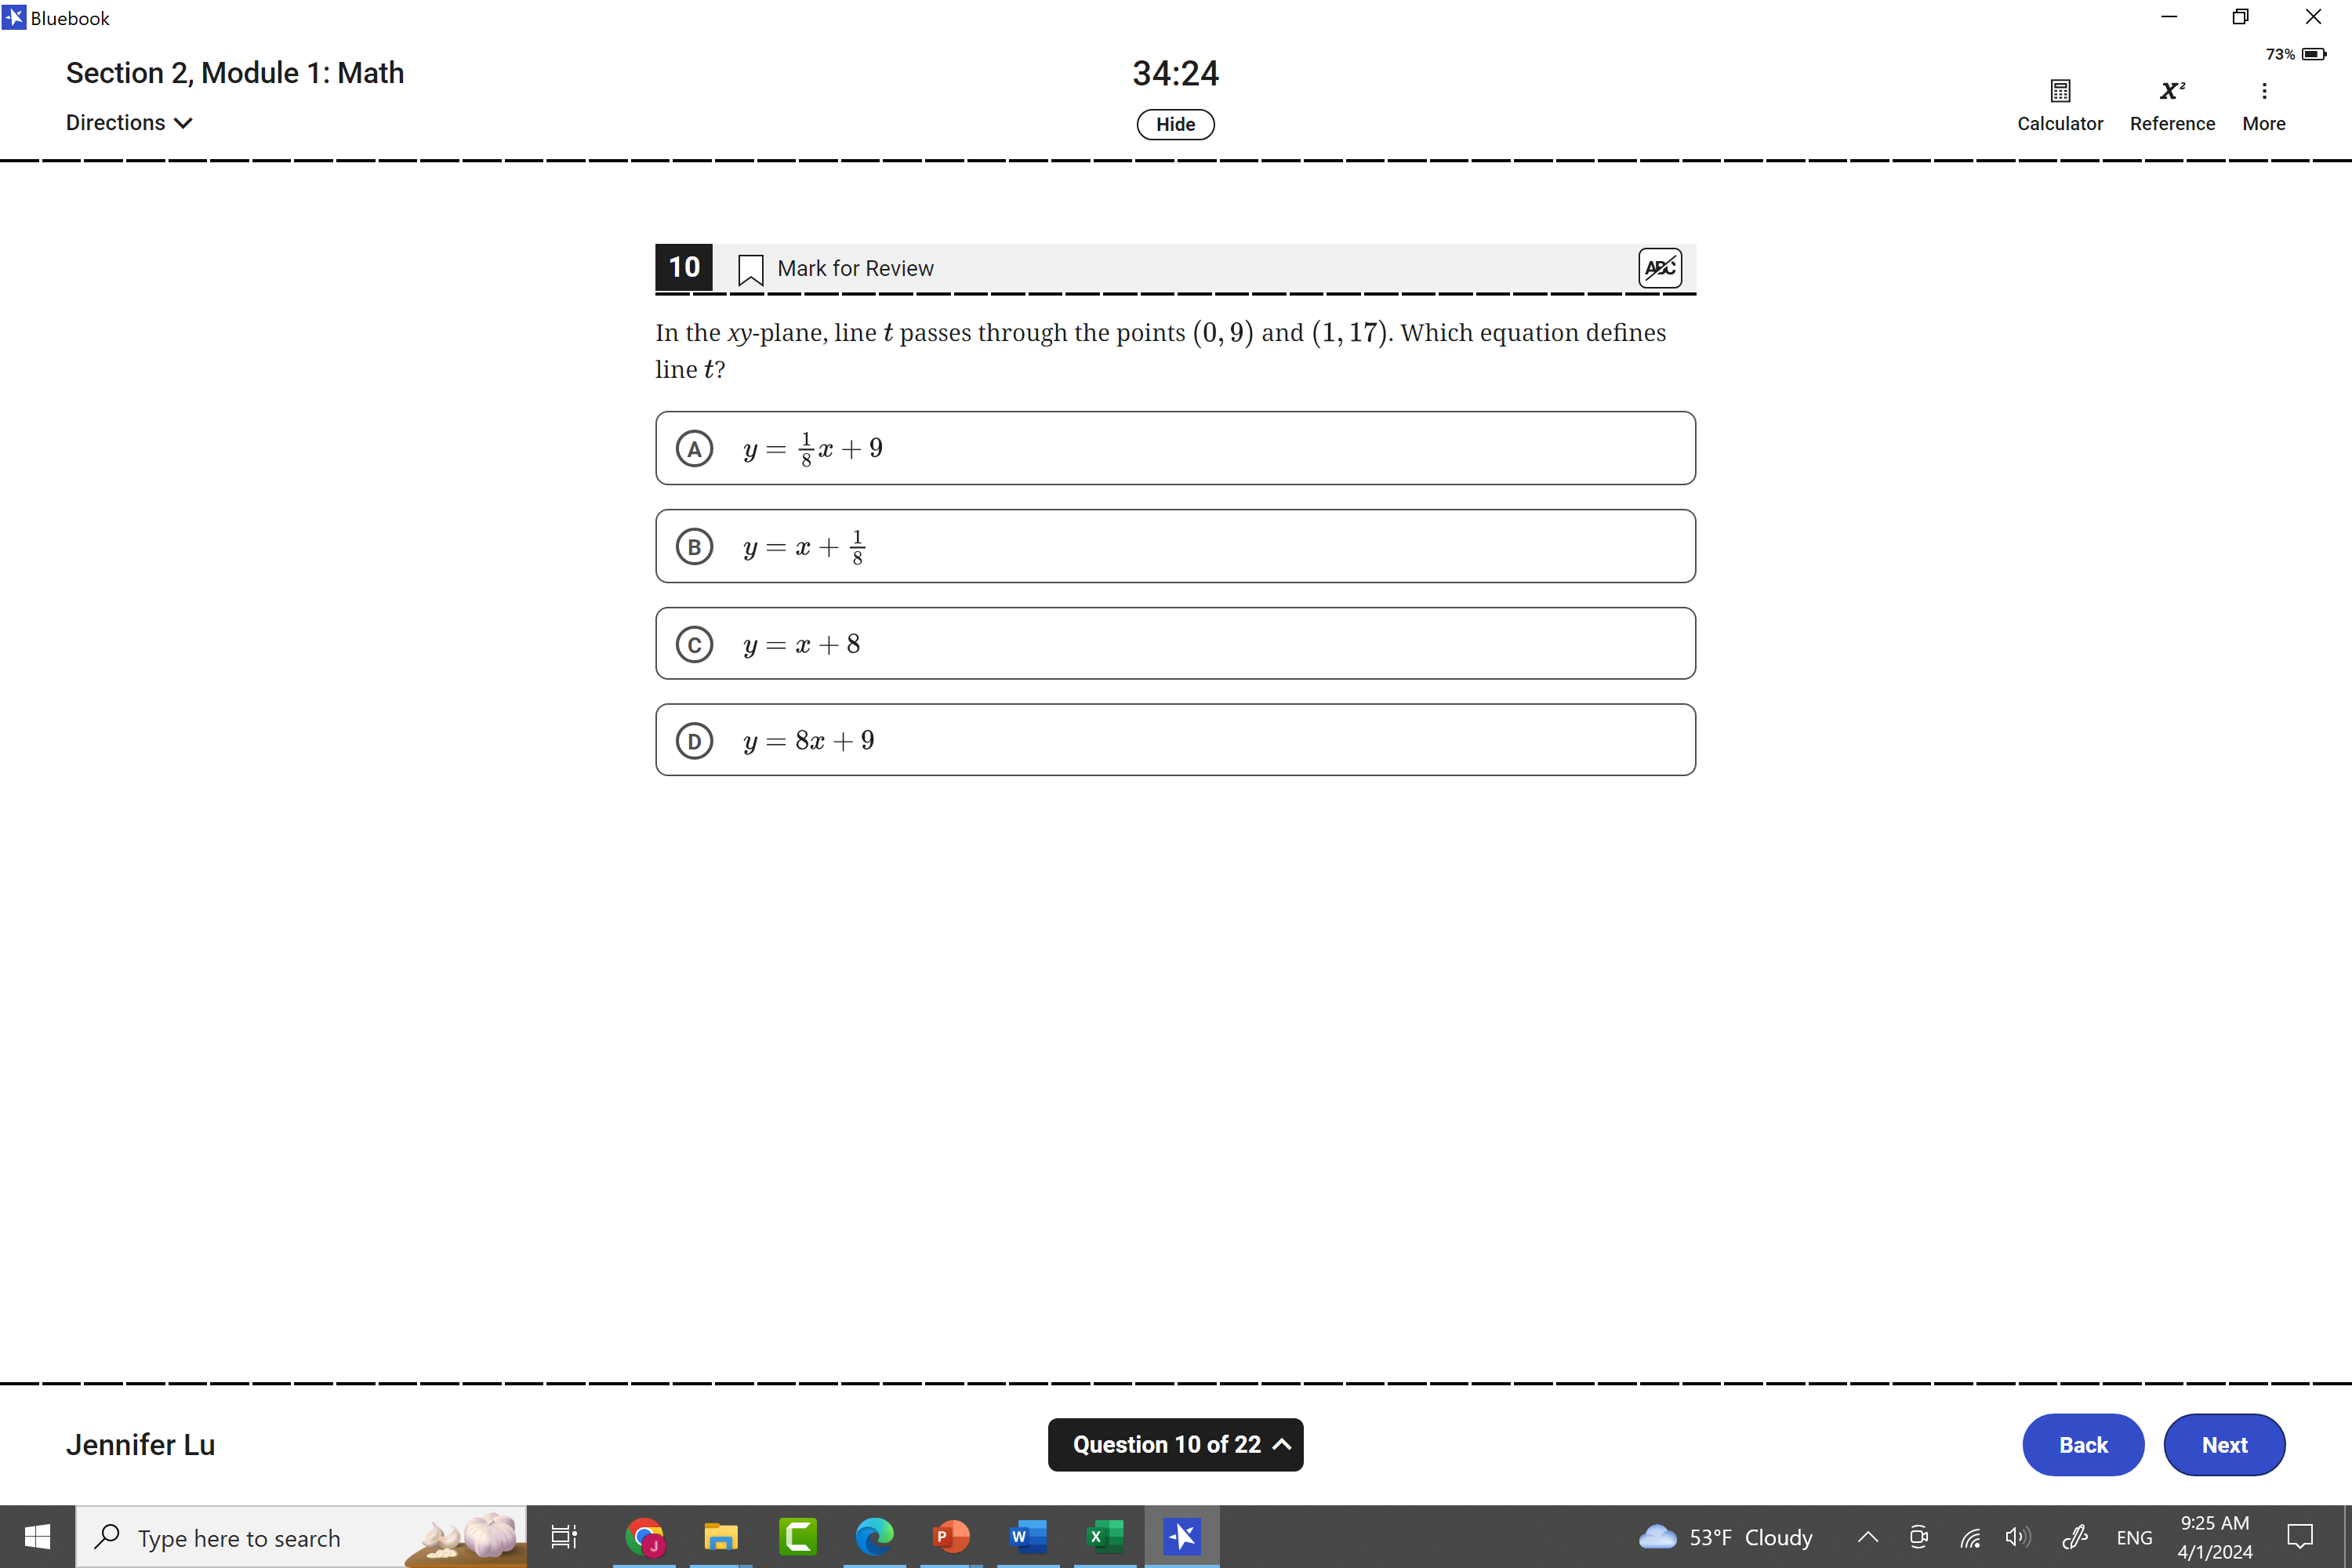 Bluebook
73%
Section 2, Module 1: Math
34:24
Directions
Hide
Calculator
X²
Reference
More
10
Mark for Review
ABC
In the xy-plane, line t passes through the points (0, 9) and (1, 17). Which equation defines
line t?
A y = 1/8 x + 9
B y = x + 1/8
C y = x + 8
D y = 8x + 9
Jennifer Lu
Question 10 of 22
Back
Next
Type here to search
J
P
W
X
53°F Cloudy
ENG
9:25 AM
4/1/2024